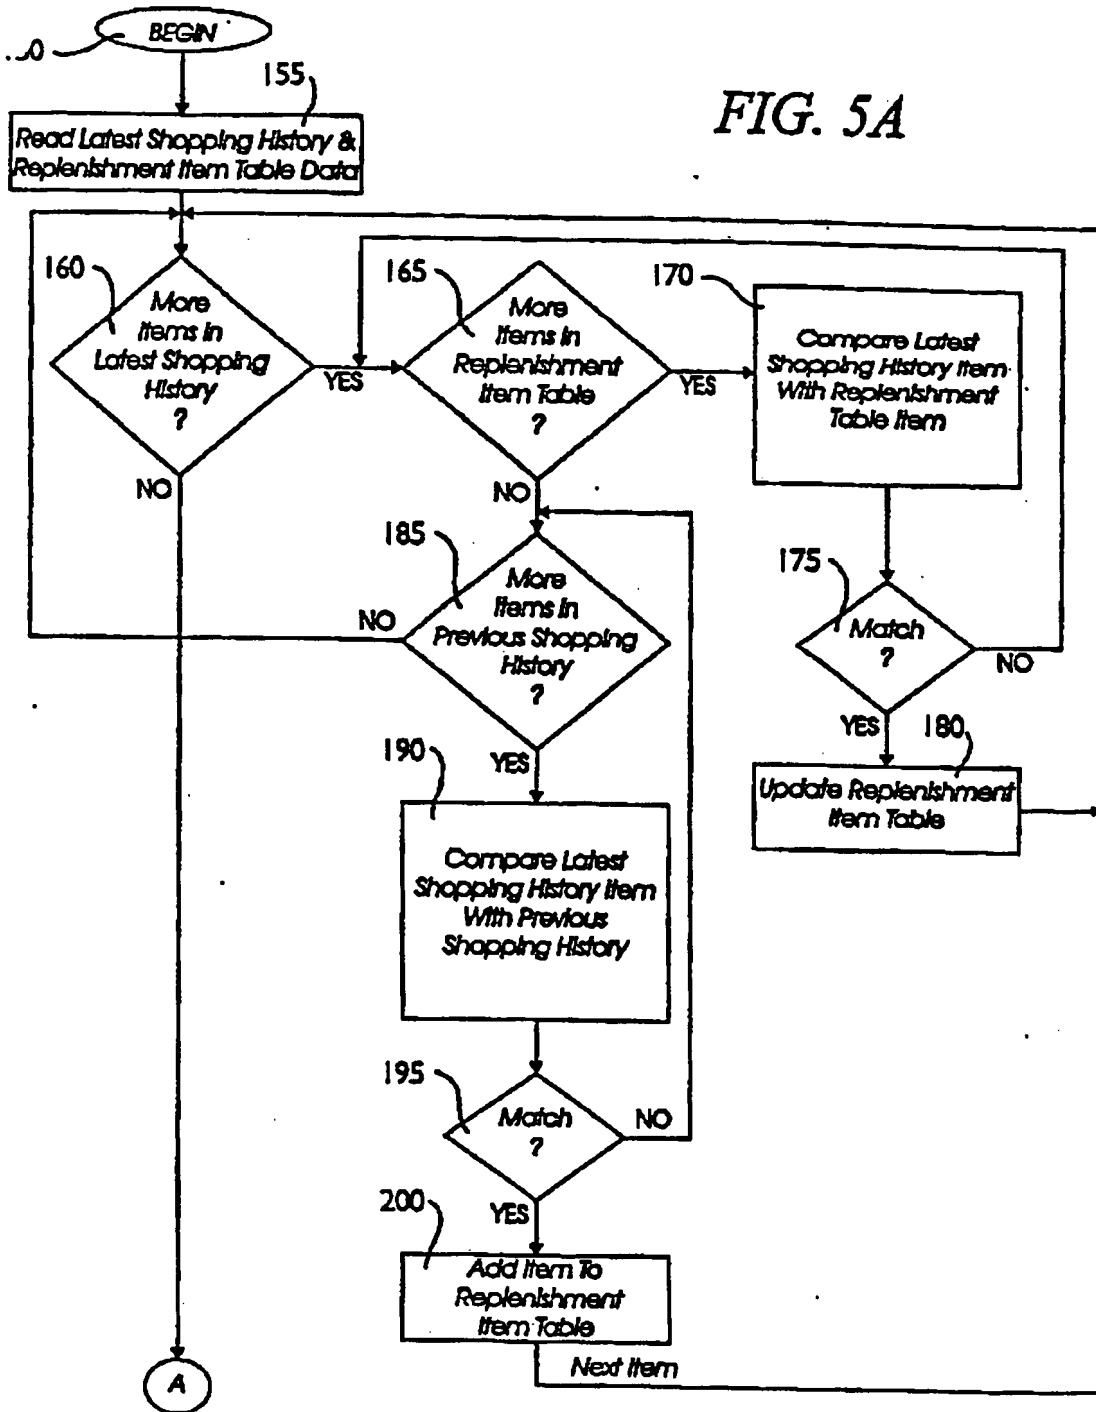 BEGIN
155
FIG. 5A
Read Latest Shopping History &
Replenishment Item Table Data
160
More
Items In
Latest Shopping
History
?
YES
NO
165
More
Items In
Replenishment
Item Table
?
YES
NO
170
Compare Latest
Shopping History Item
With Replenishment
Table Item
175
Match
?
NO
YES
180
Update Replenishment
Item Table
185
More
Items In
Previous Shopping
History
?
NO
YES
190
Compare Latest
Shopping History Item
With Previous
Shopping History
195
Match
?
NO
YES
200
Add Item To
Replenishment
Item Table
Next Item
A